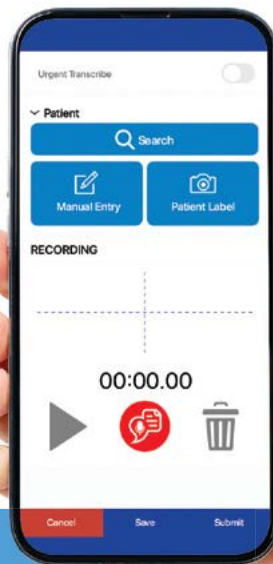 Urgent Transcribe
Patient
Search
Manual Entry
Patient Label
RECORDING
00:00.00
Cancel
Save
Submit